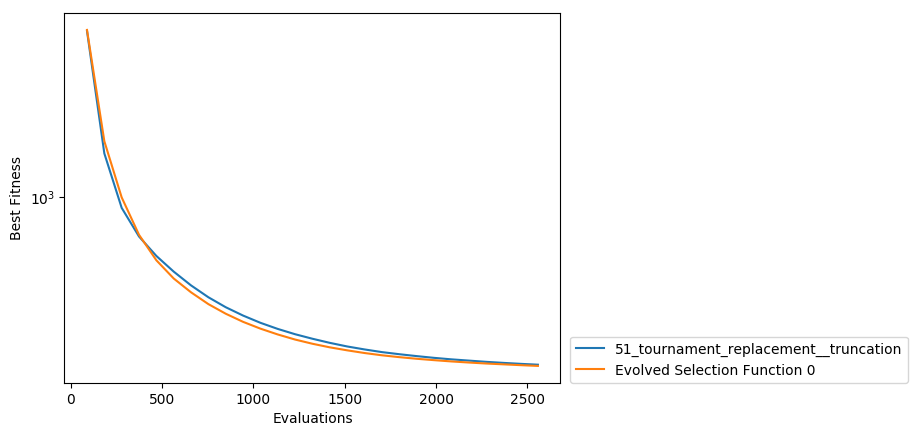 Best Fitness
10³
0
500
1000
1500
2000
2500
Evaluations
51_tournament_replacement__truncation
Evolved Selection Function 0